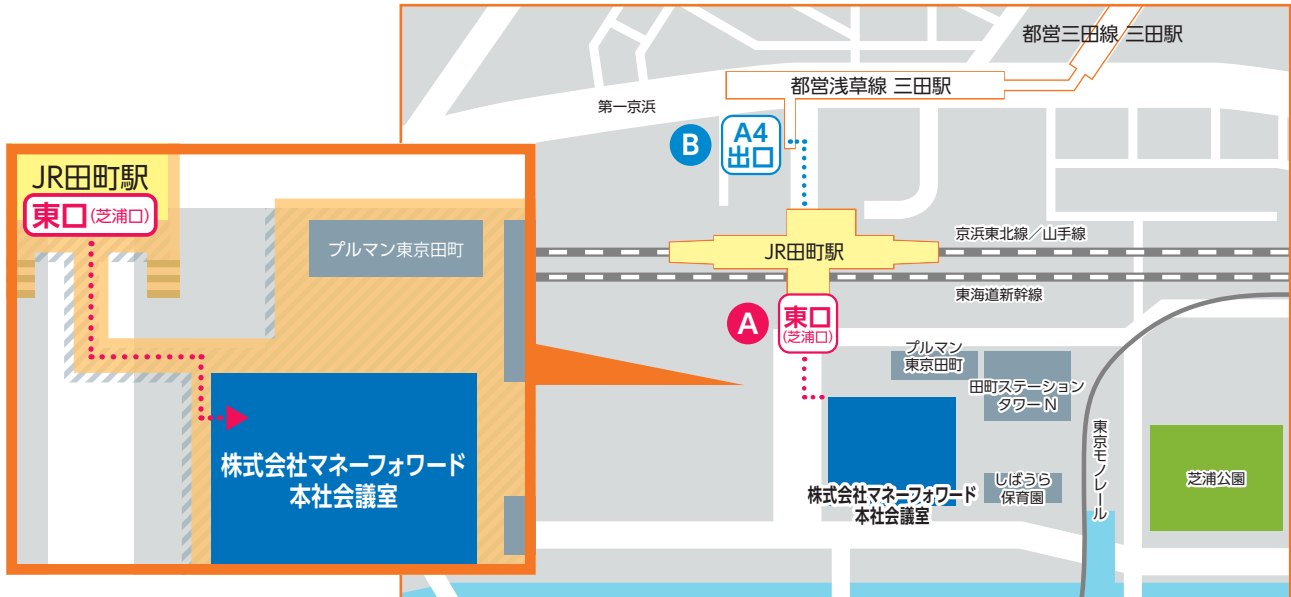 都営三田線 三田駅
都営浅草線 三田駅
第一京浜
B
A4
出口
JR田町駅
東口(芝浦口)
プルマン東京田町
株式会社マネーフォワード
本社会議室
京浜東北線／山手線
JR田町駅
東海道新幹線
A
東口
(芝浦口)
プルマン
東京田町
田町ステーション
タワーN
東京モノレール
芝浦公園
しばうら
保育園
株式会社マネーフォワード
本社会議室